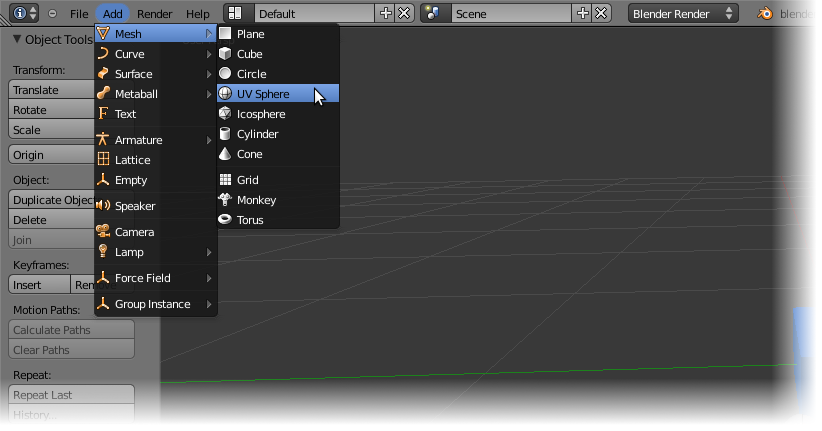 File Add Render Help Default Scene Blender Render
Object Tools
Mesh
Curve
Surface
Metaball
Text
Armature
Lattice
Empty
Speaker
Camera
Lamp
Force Field
Group Instance
Plane
Cube
Circle
UV Sphere
Icosphere
Cylinder
Cone
Grid
Monkey
Torus
Transform:
Translate
Rotate
Scale
Origin
Object:
Duplicate Objec
Delete
Join
Keyframes:
Insert
Motion Paths:
Calculate Paths
Clear Paths
Repeat:
Repeat Last
History...